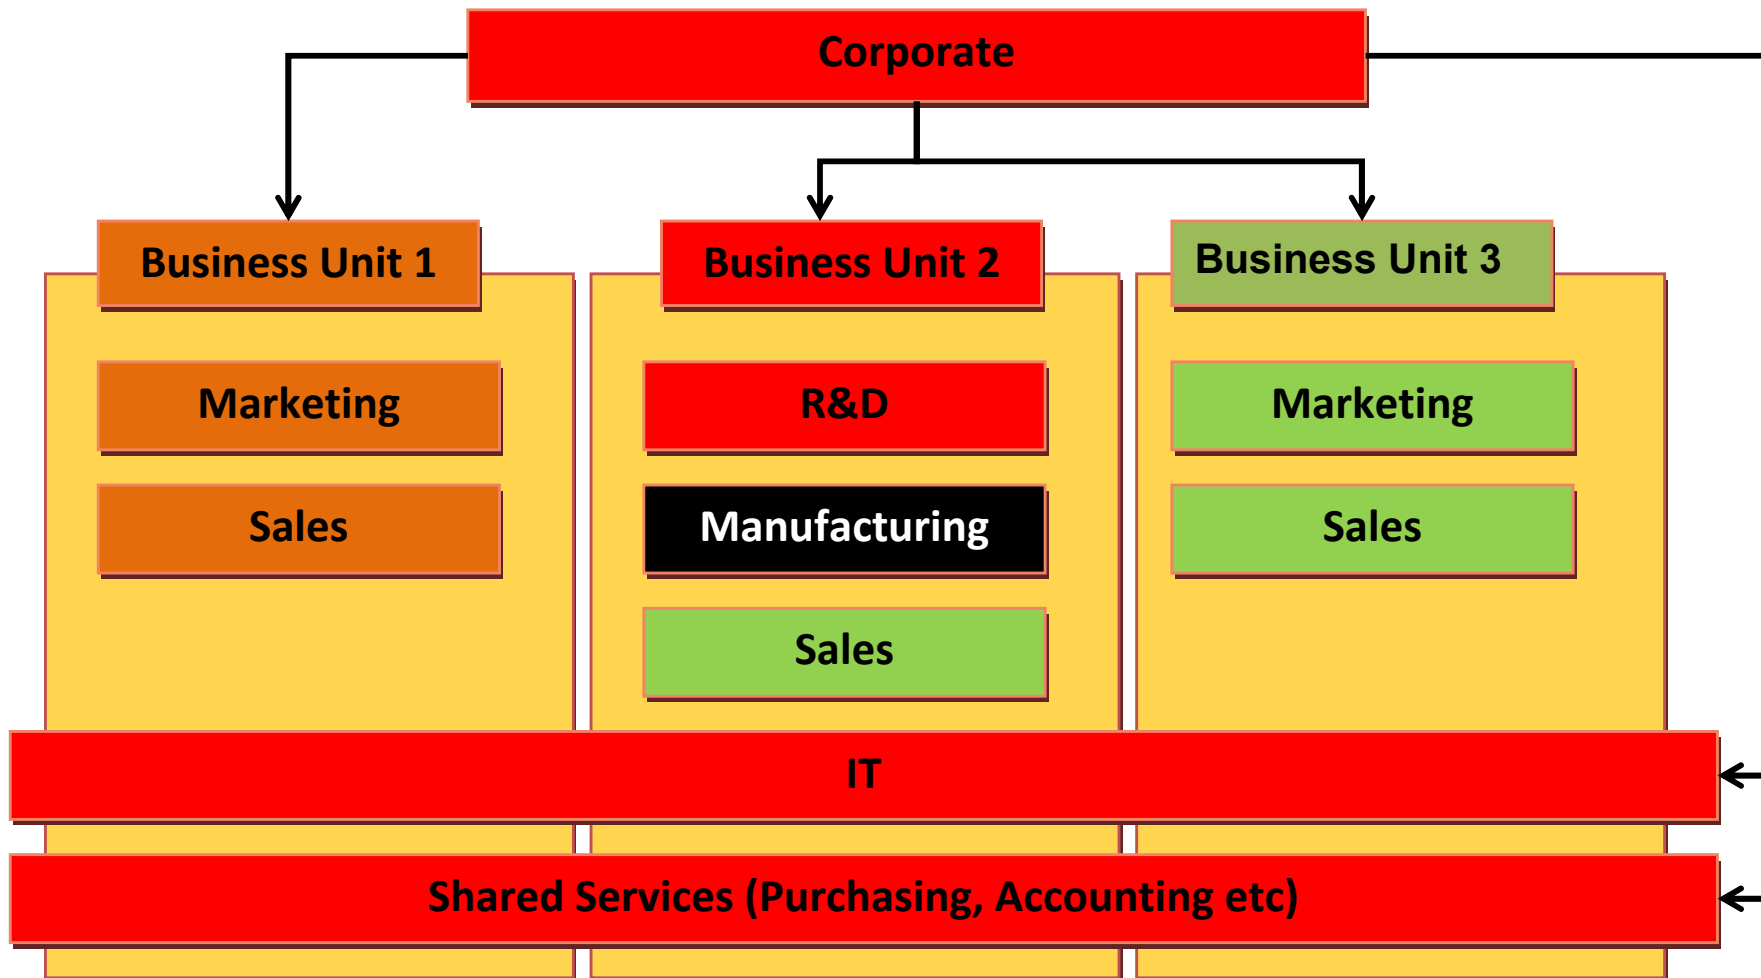 Corporate
Business Unit 1
Business Unit 2
Business Unit 3
Marketing
R&D
Marketing
Sales
Manufacturing
Sales
Sales
IT
Shared Services (Purchasing, Accounting etc)